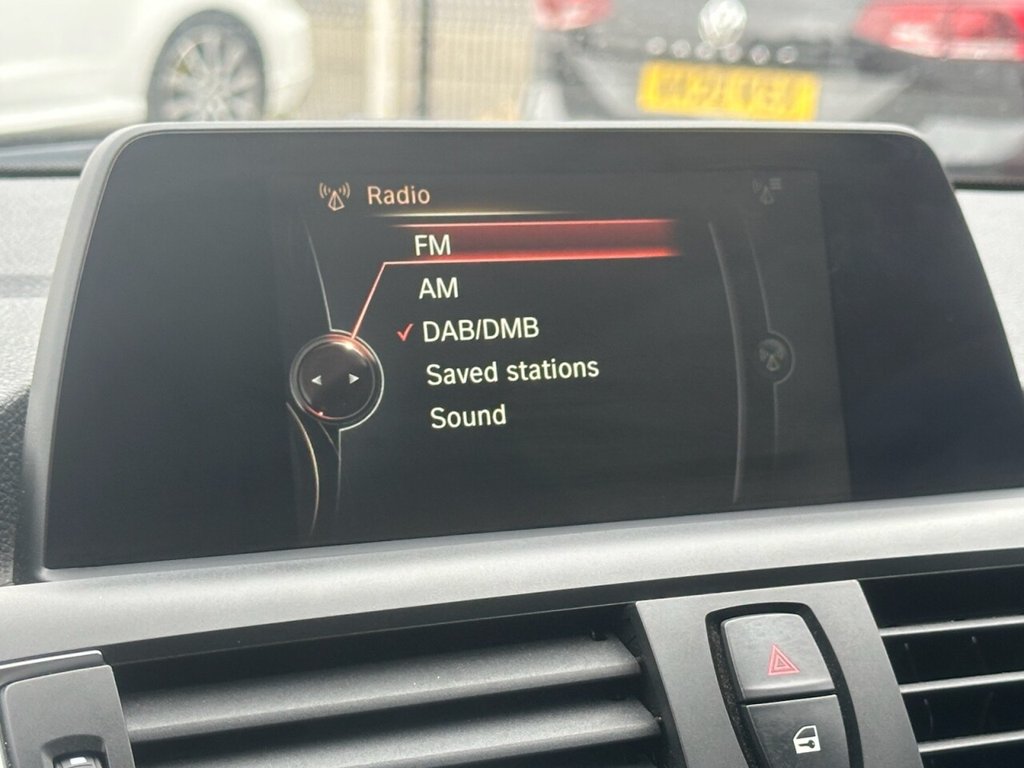 Radio
FM
AM
DAB/DMB
Saved stations
Sound